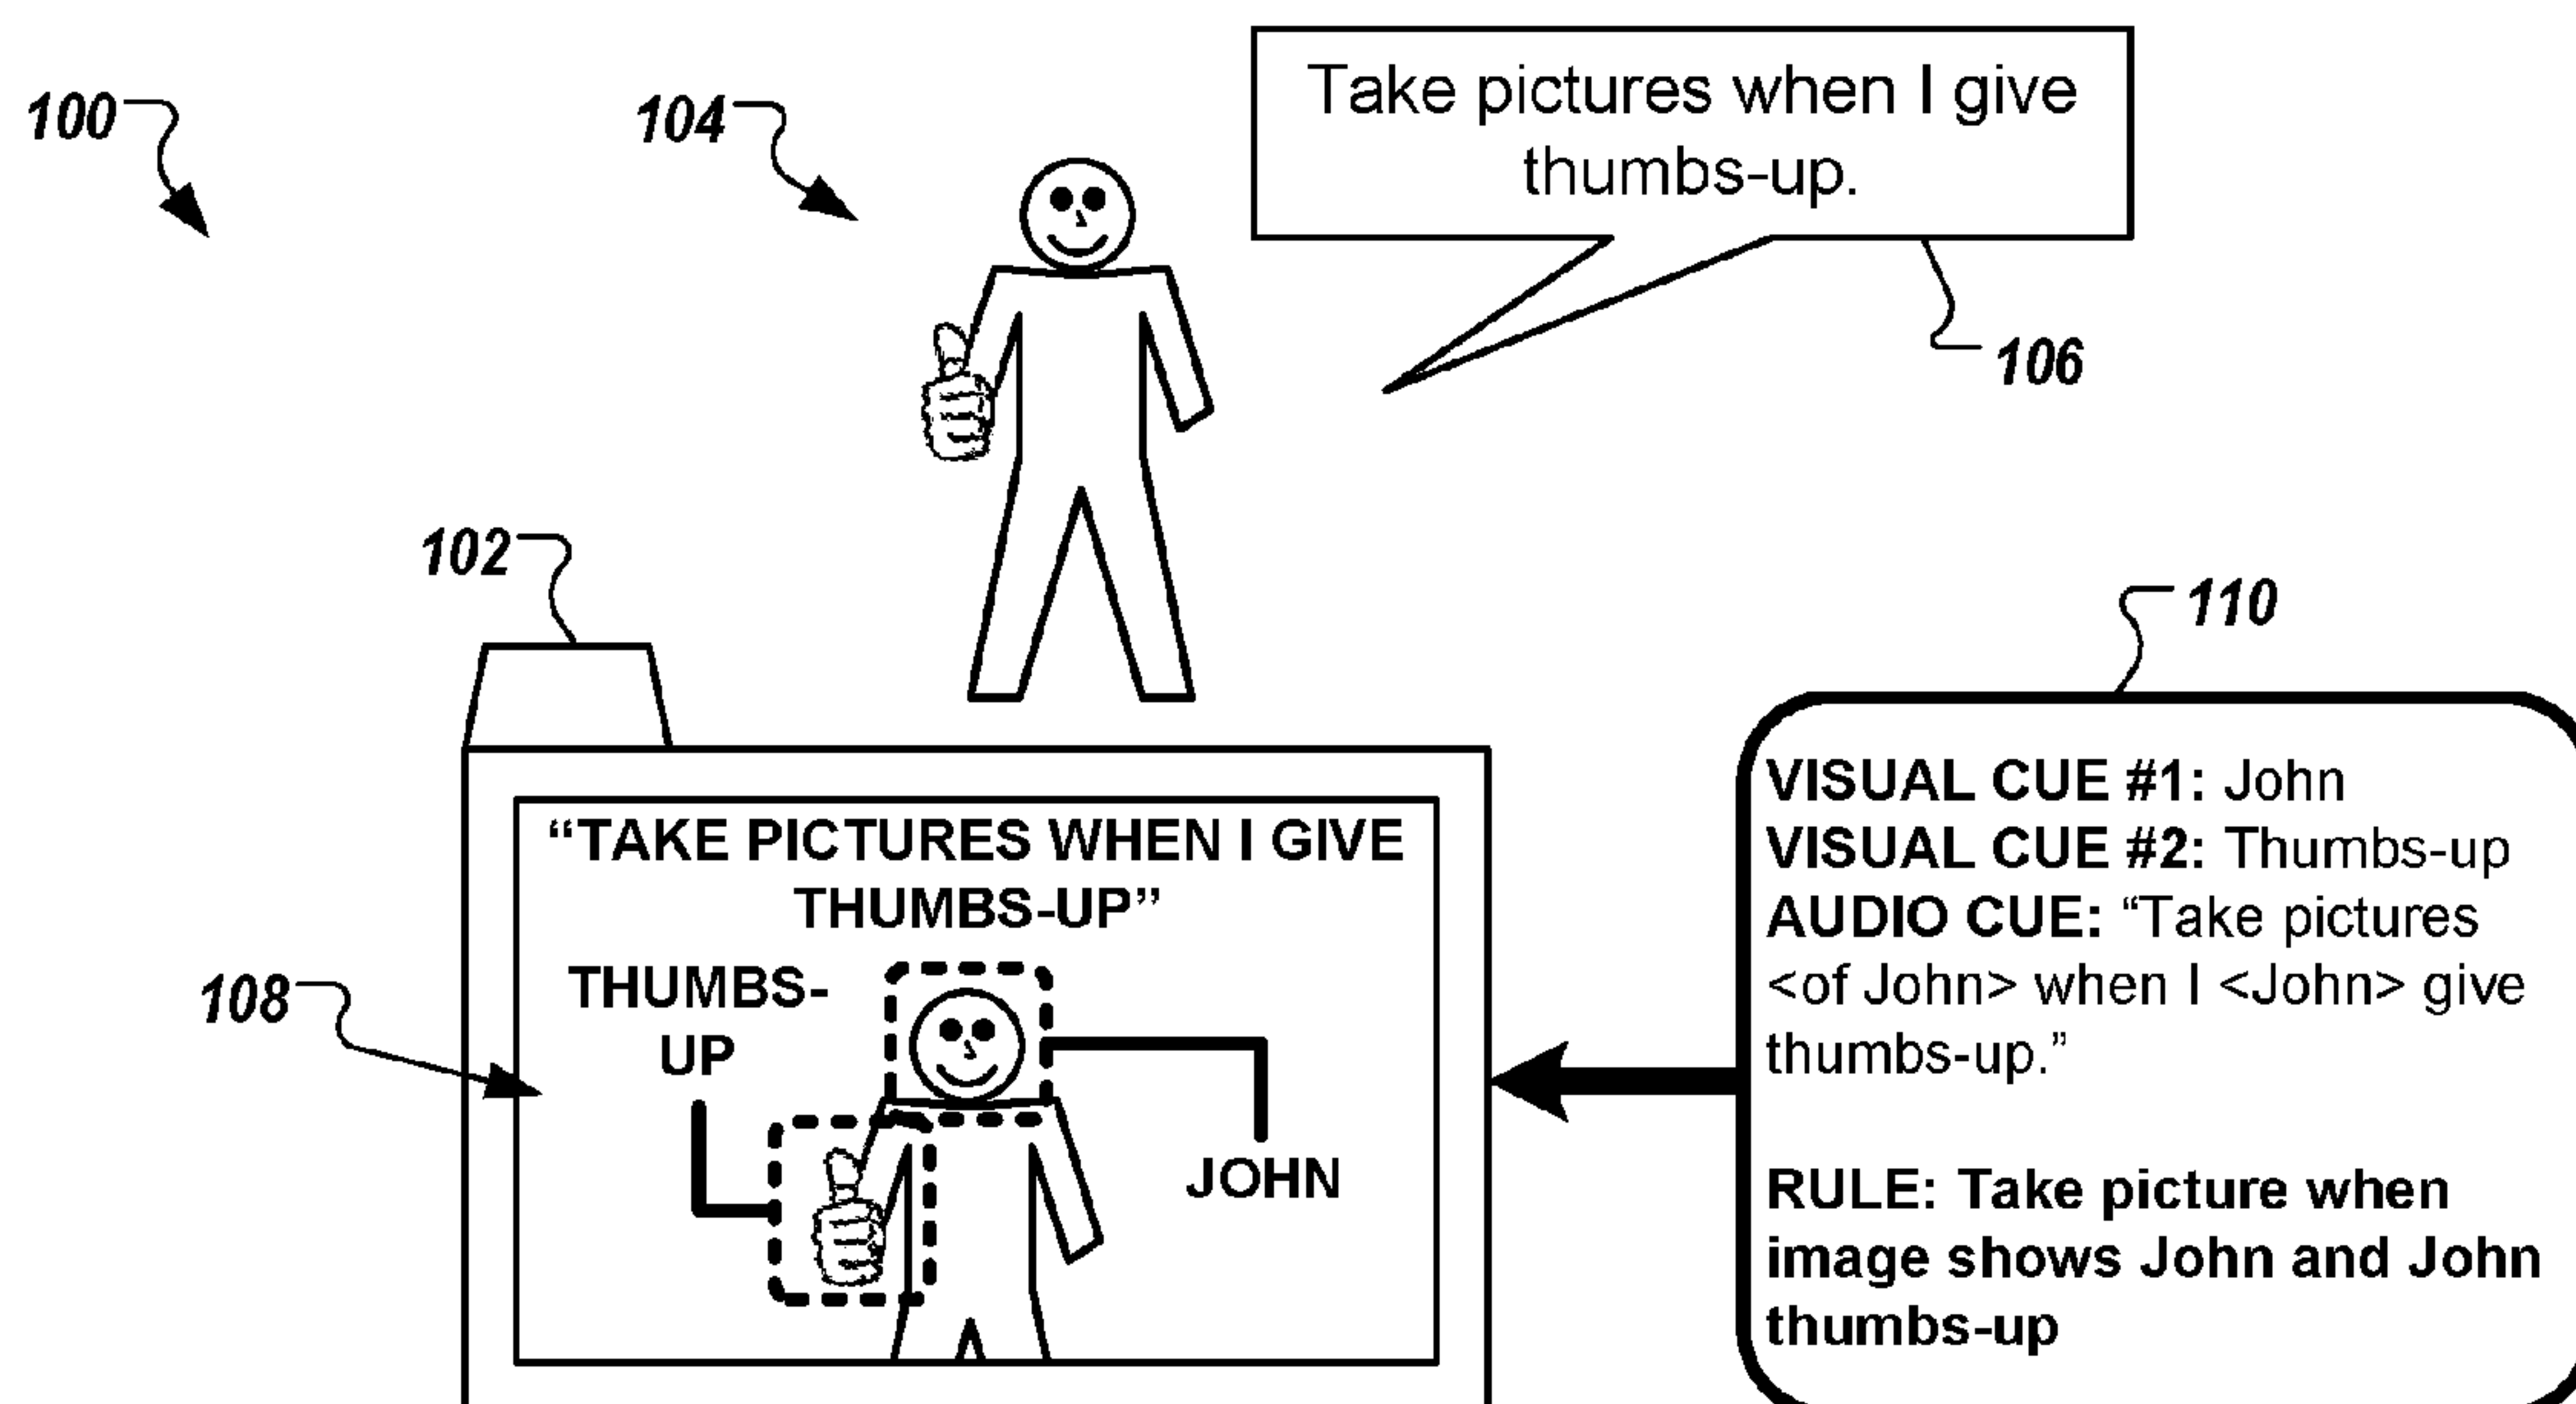 100
104
Take pictures when I give
thumbs-up.
106
102
110
“TAKE PICTURES WHEN I GIVE
THUMBS-UP”
108
THUMBS-
UP
JOHN
VISUAL CUE #1: John
VISUAL CUE #2: Thumbs-up
AUDIO CUE: “Take pictures
<of John> when I <John> give
thumbs-up.”
RULE: Take picture when
image shows John and John
thumbs-up